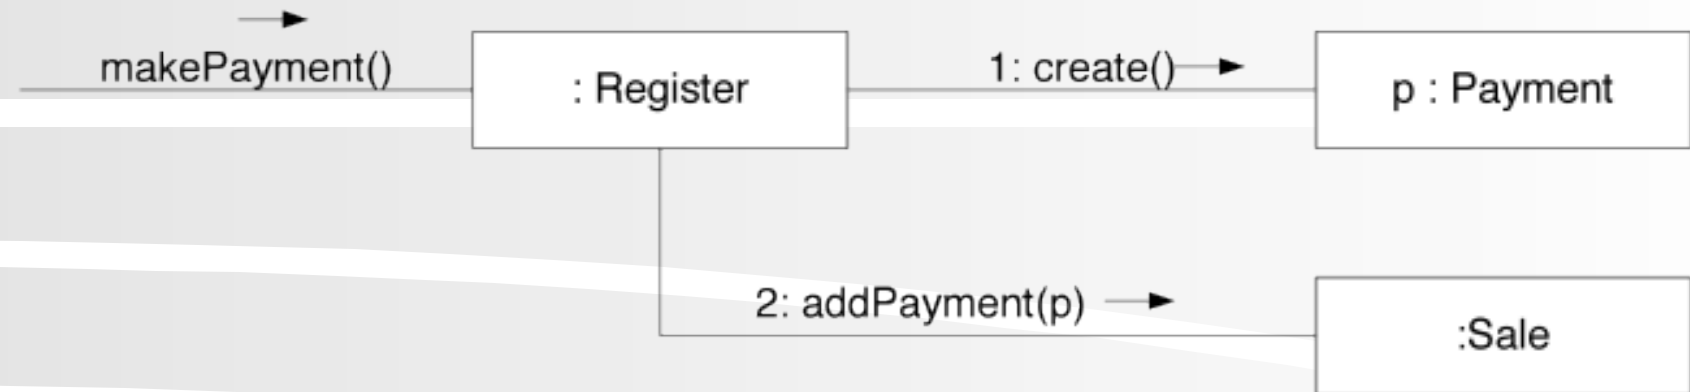 makePayment()
: Register
1: create()
p : Payment
2: addPayment(p)
:Sale